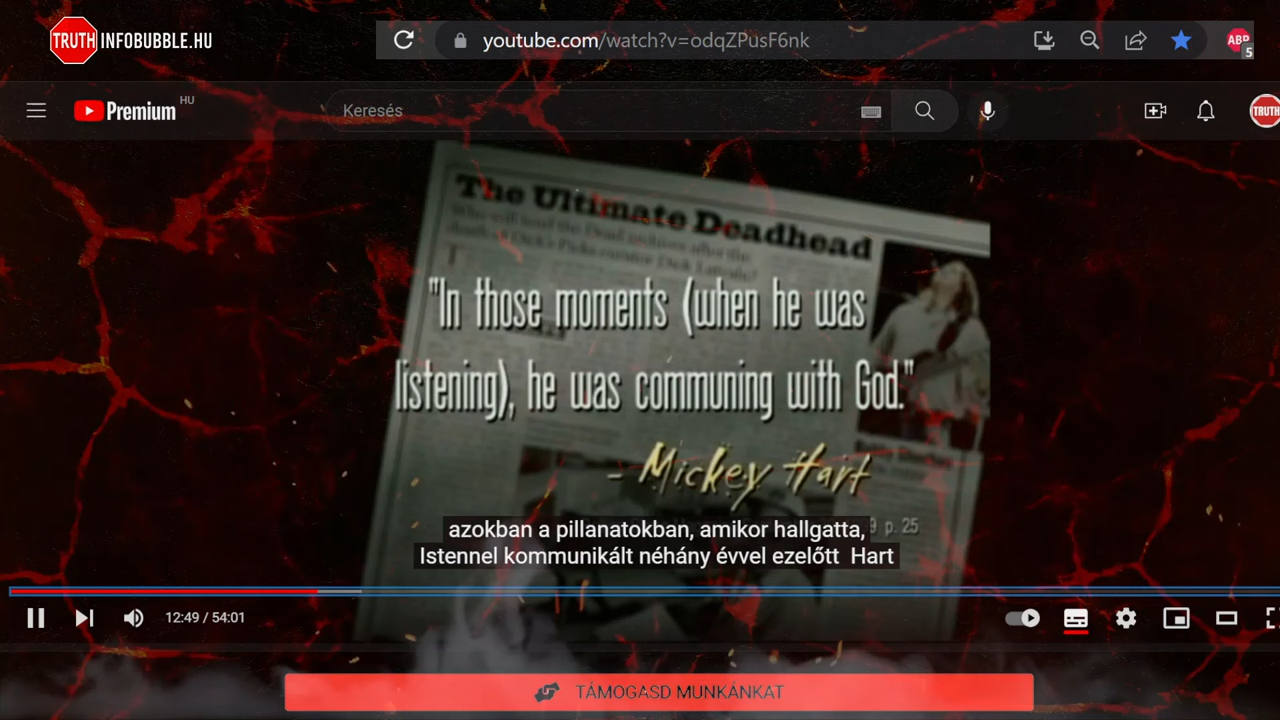 TRUTH INFOBUBBLE.HU
youtube.com/watch?v=odqZPusF6nk
ABP
5
Premium HU
Keresés
TRUTH
The Ultimate Deadhead
"In those moments (when he was
listening), he was communing with God."
- Mickey Hart
p. 25
azokban a pillanatokban, amikor hallgatta,
Istennel kommunikált néhány évvel ezelőtt Hart
12:49 / 54:01
TÁMOGASD MUNKÁNKAT